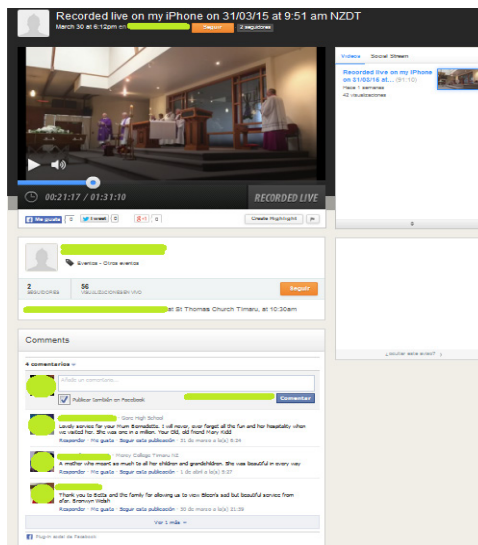 Recorded live on my iPhone on 31/03/15 at 9:51 am NZDT
March 30 at 6:12pm en
Seguir
2 seguidores
Videos Social Stream
Recorded live on my iPhone
on 31/03/15 at... (91:10)
Hace 1 semanas
42 visualizaciones
00:21:17 / 01:31:10
RECORDED LIVE
Me gusta 0
Tweet 0
g+1 0
Create Highlight
Eventos - Otros eventos
2
SEGUIDORES
56
VISUALIZACIONES EN VIVO
Seguir
at St Thomas Church Timaru, at 10:30am
Comments
4 comentarios
Añade un comentario...
Publicar también en Facebook
Comentar
Gore High School
Lovely service for your Mum Bernadette. I will never, ever forget all the fun and her hospitality when
we visited her. She was one in a million. Your Old, old friend Mary Kidd
Responder · Me gusta · Seguir esta publicación · 31 de marzo a la(s) 5:34
Mercy College Timaru NZ
A mother who meant so much to all her children and grandchildren. She was beautiful in every way
Responder · Me gusta · Seguir esta publicación · 1 de abril a la(s) 5:27
Thank you to Betta and the family for allowing us to view Eileen's sad but beautiful service from
afar. Bronwyn Walsh
Responder · Me gusta · Seguir esta publicación · 30 de marzo a la(s) 21:38
Ver 1 más
Plug-in social de Facebook